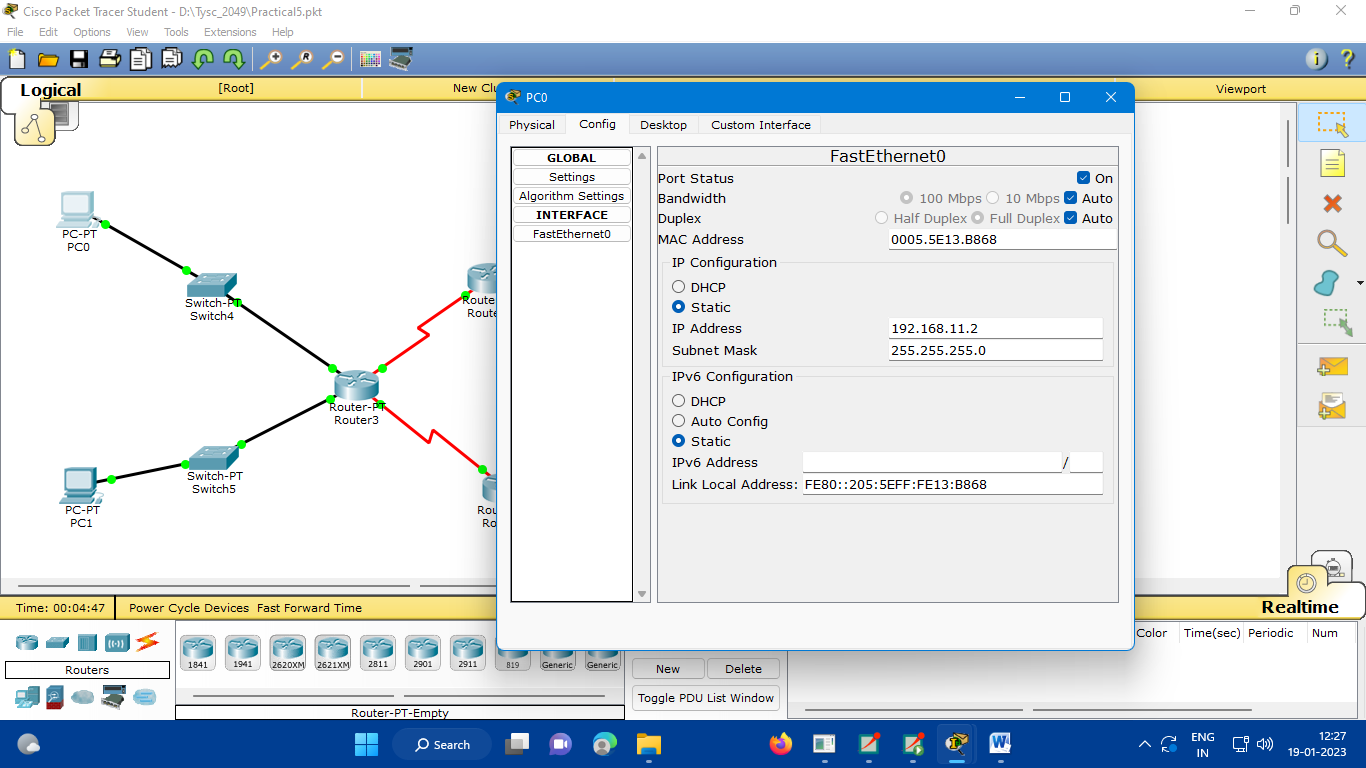 Cisco Packet Tracer Student - D:\Tysc_2049\Practical5.pkt
File Edit Options View Tools Extensions Help
Logical
[Root]
New Clu
Viewport
PC0
Physical Config Desktop Custom Interface
GLOBAL
Settings
Algorithm Settings
INTERFACE
FastEthernet0
FastEthernet0
Port Status On
Bandwidth 100 Mbps 10 Mbps Auto
Duplex Half Duplex Full Duplex Auto
MAC Address 0005.5E13.B868
IP Configuration
DHCP
Static
IP Address 192.168.11.2
Subnet Mask 255.255.255.0
IPv6 Configuration
DHCP
Auto Config
Static
IPv6 Address /
Link Local Address: FE80::205:5EFF:FE13:B868
PC-PT
PC0
Switch-PT
Switch4
Router
Route
Router-PT
Router3
Switch-PT
Switch5
PC-PT
PC1
Rou
Ro
Time: 00:04:47 Power Cycle Devices Fast Forward Time
Realtime
Routers
1841 1941 2620XM 2621XM 2811 2901 2911 819 Generic Generic
Router-PT-Empty
New Delete
Toggle PDU List Window
Color Time(sec) Periodic Num
Search
ENG
IN
12:27
19-01-2023